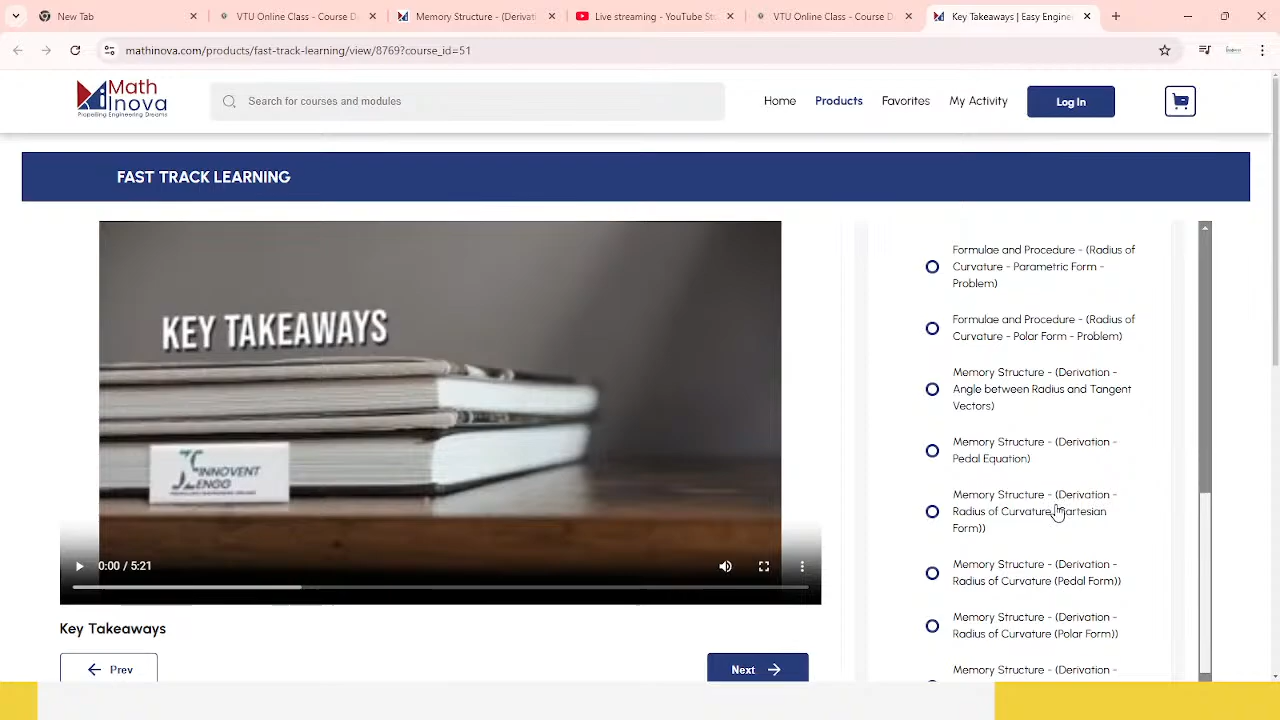 New Tab
VTU Online Class - Course D
Memory Structure - (Derivati
Live streaming - YouTube St
VTU Online Class - Course D
Key Takeaways | Easy Engine
mathinova.com/products/fast-track-learning/view/8769?course_id=51
Math
Inova
Propelling Engineering Dreams
Search for courses and modules
Home
Products
Favorites
My Activity
Log In
FAST TRACK LEARNING
KEY TAKEAWAYS
INNOVENT
ENGG
0:00 / 5:21
Key Takeaways
Prev
Next
Formulae and Procedure - (Radius of
Curvature - Parametric Form -
Problem)
Formulae and Procedure - (Radius of
Curvature - Polar Form - Problem)
Memory Structure - (Derivation -
Angle between Radius and Tangent
Vectors)
Memory Structure - (Derivation -
Pedal Equation)
Memory Structure - (Derivation -
Radius of Curvature (Cartesian
Form))
Memory Structure - (Derivation -
Radius of Curvature (Pedal Form))
Memory Structure - (Derivation -
Radius of Curvature (Polar Form))
Memory Structure - (Derivation -